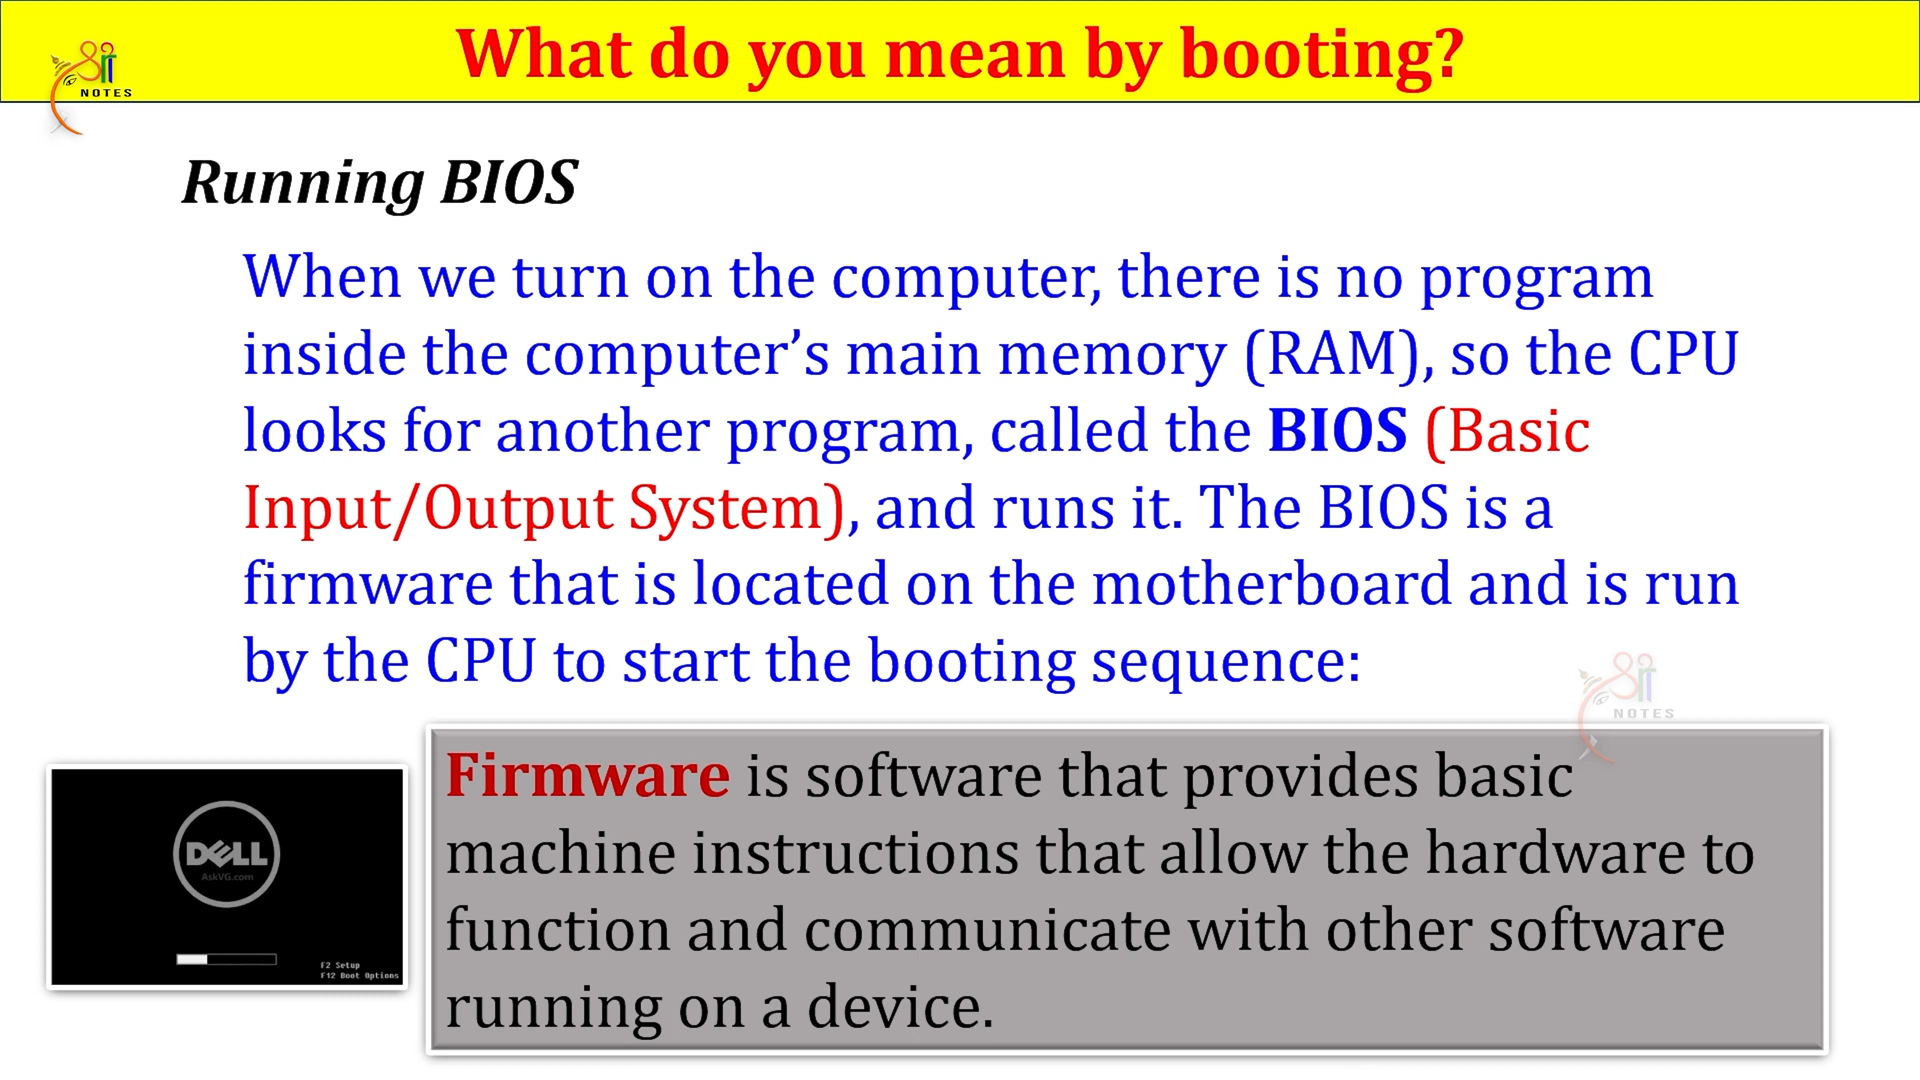 What do you mean by booting?
NOTES
Running BIOS
When we turn on the computer, there is no program
inside the computer’s main memory (RAM), so the CPU
looks for another program, called the BIOS (Basic
Input/Output System), and runs it. The BIOS is a
firmware that is located on the motherboard and is run
by the CPU to start the booting sequence:
NOTES
Firmware is software that provides basic
machine instructions that allow the hardware to
function and communicate with other software
running on a device.
DELL
AskVG.com
F2 Setup
F12 Boot Options